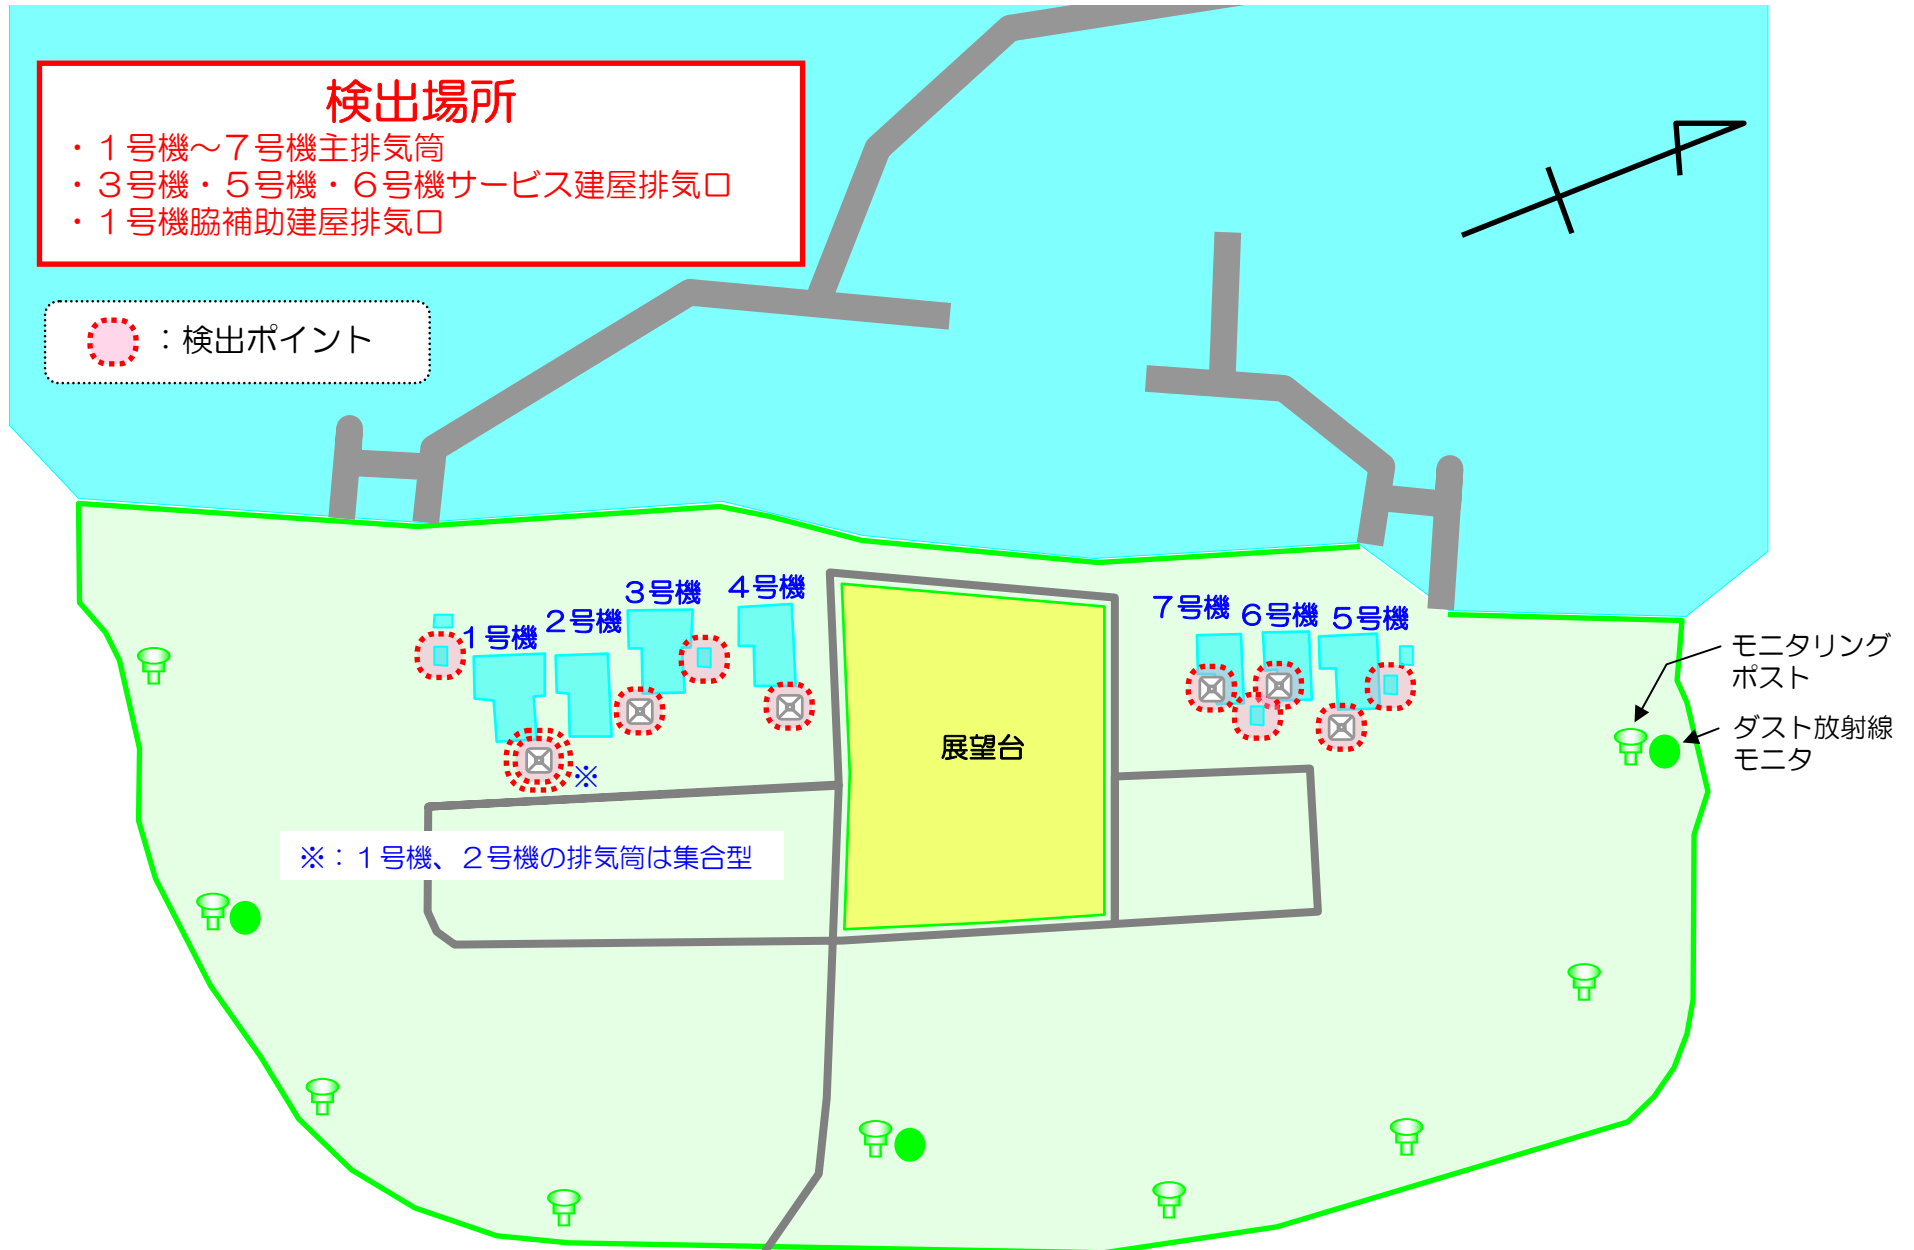 検出場所
・１号機～７号機主排気筒
・３号機・５号機・６号機サービス建屋排気口
・１号機脇補助建屋排気口
：検出ポイント
１号機
２号機
３号機
４号機
７号機
６号機
５号機
展望台
※
※：１号機、２号機の排気筒は集合型
モニタリング
ポスト
ダスト放射線
モニタ